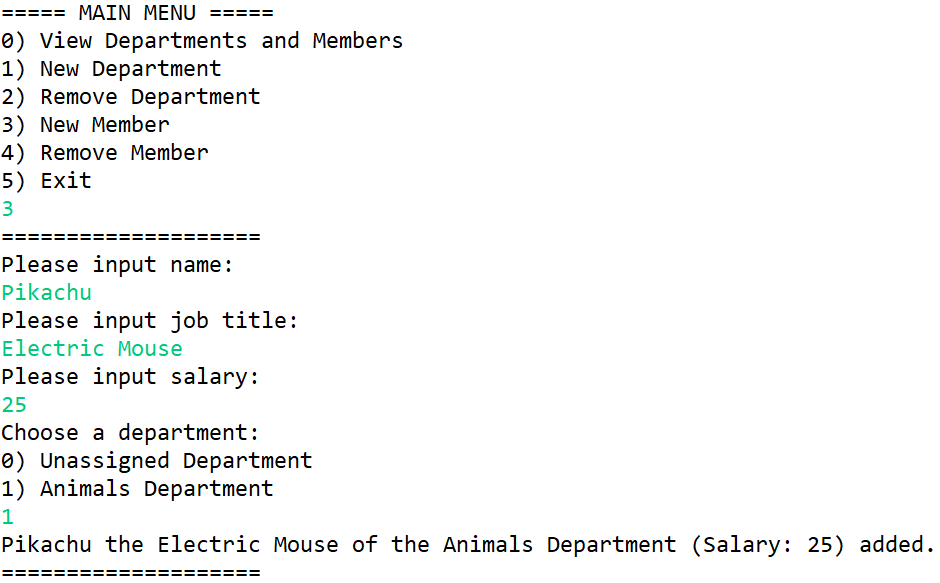 ===== MAIN MENU =====
0) View Departments and Members
1) New Department
2) Remove Department
3) New Member
4) Remove Member
5) Exit
3
====================
Please input name:
Pikachu
Please input job title:
Electric Mouse
Please input salary:
25
Choose a department:
0) Unassigned Department
1) Animals Department
1
Pikachu the Electric Mouse of the Animals Department (Salary: 25) added.
====================